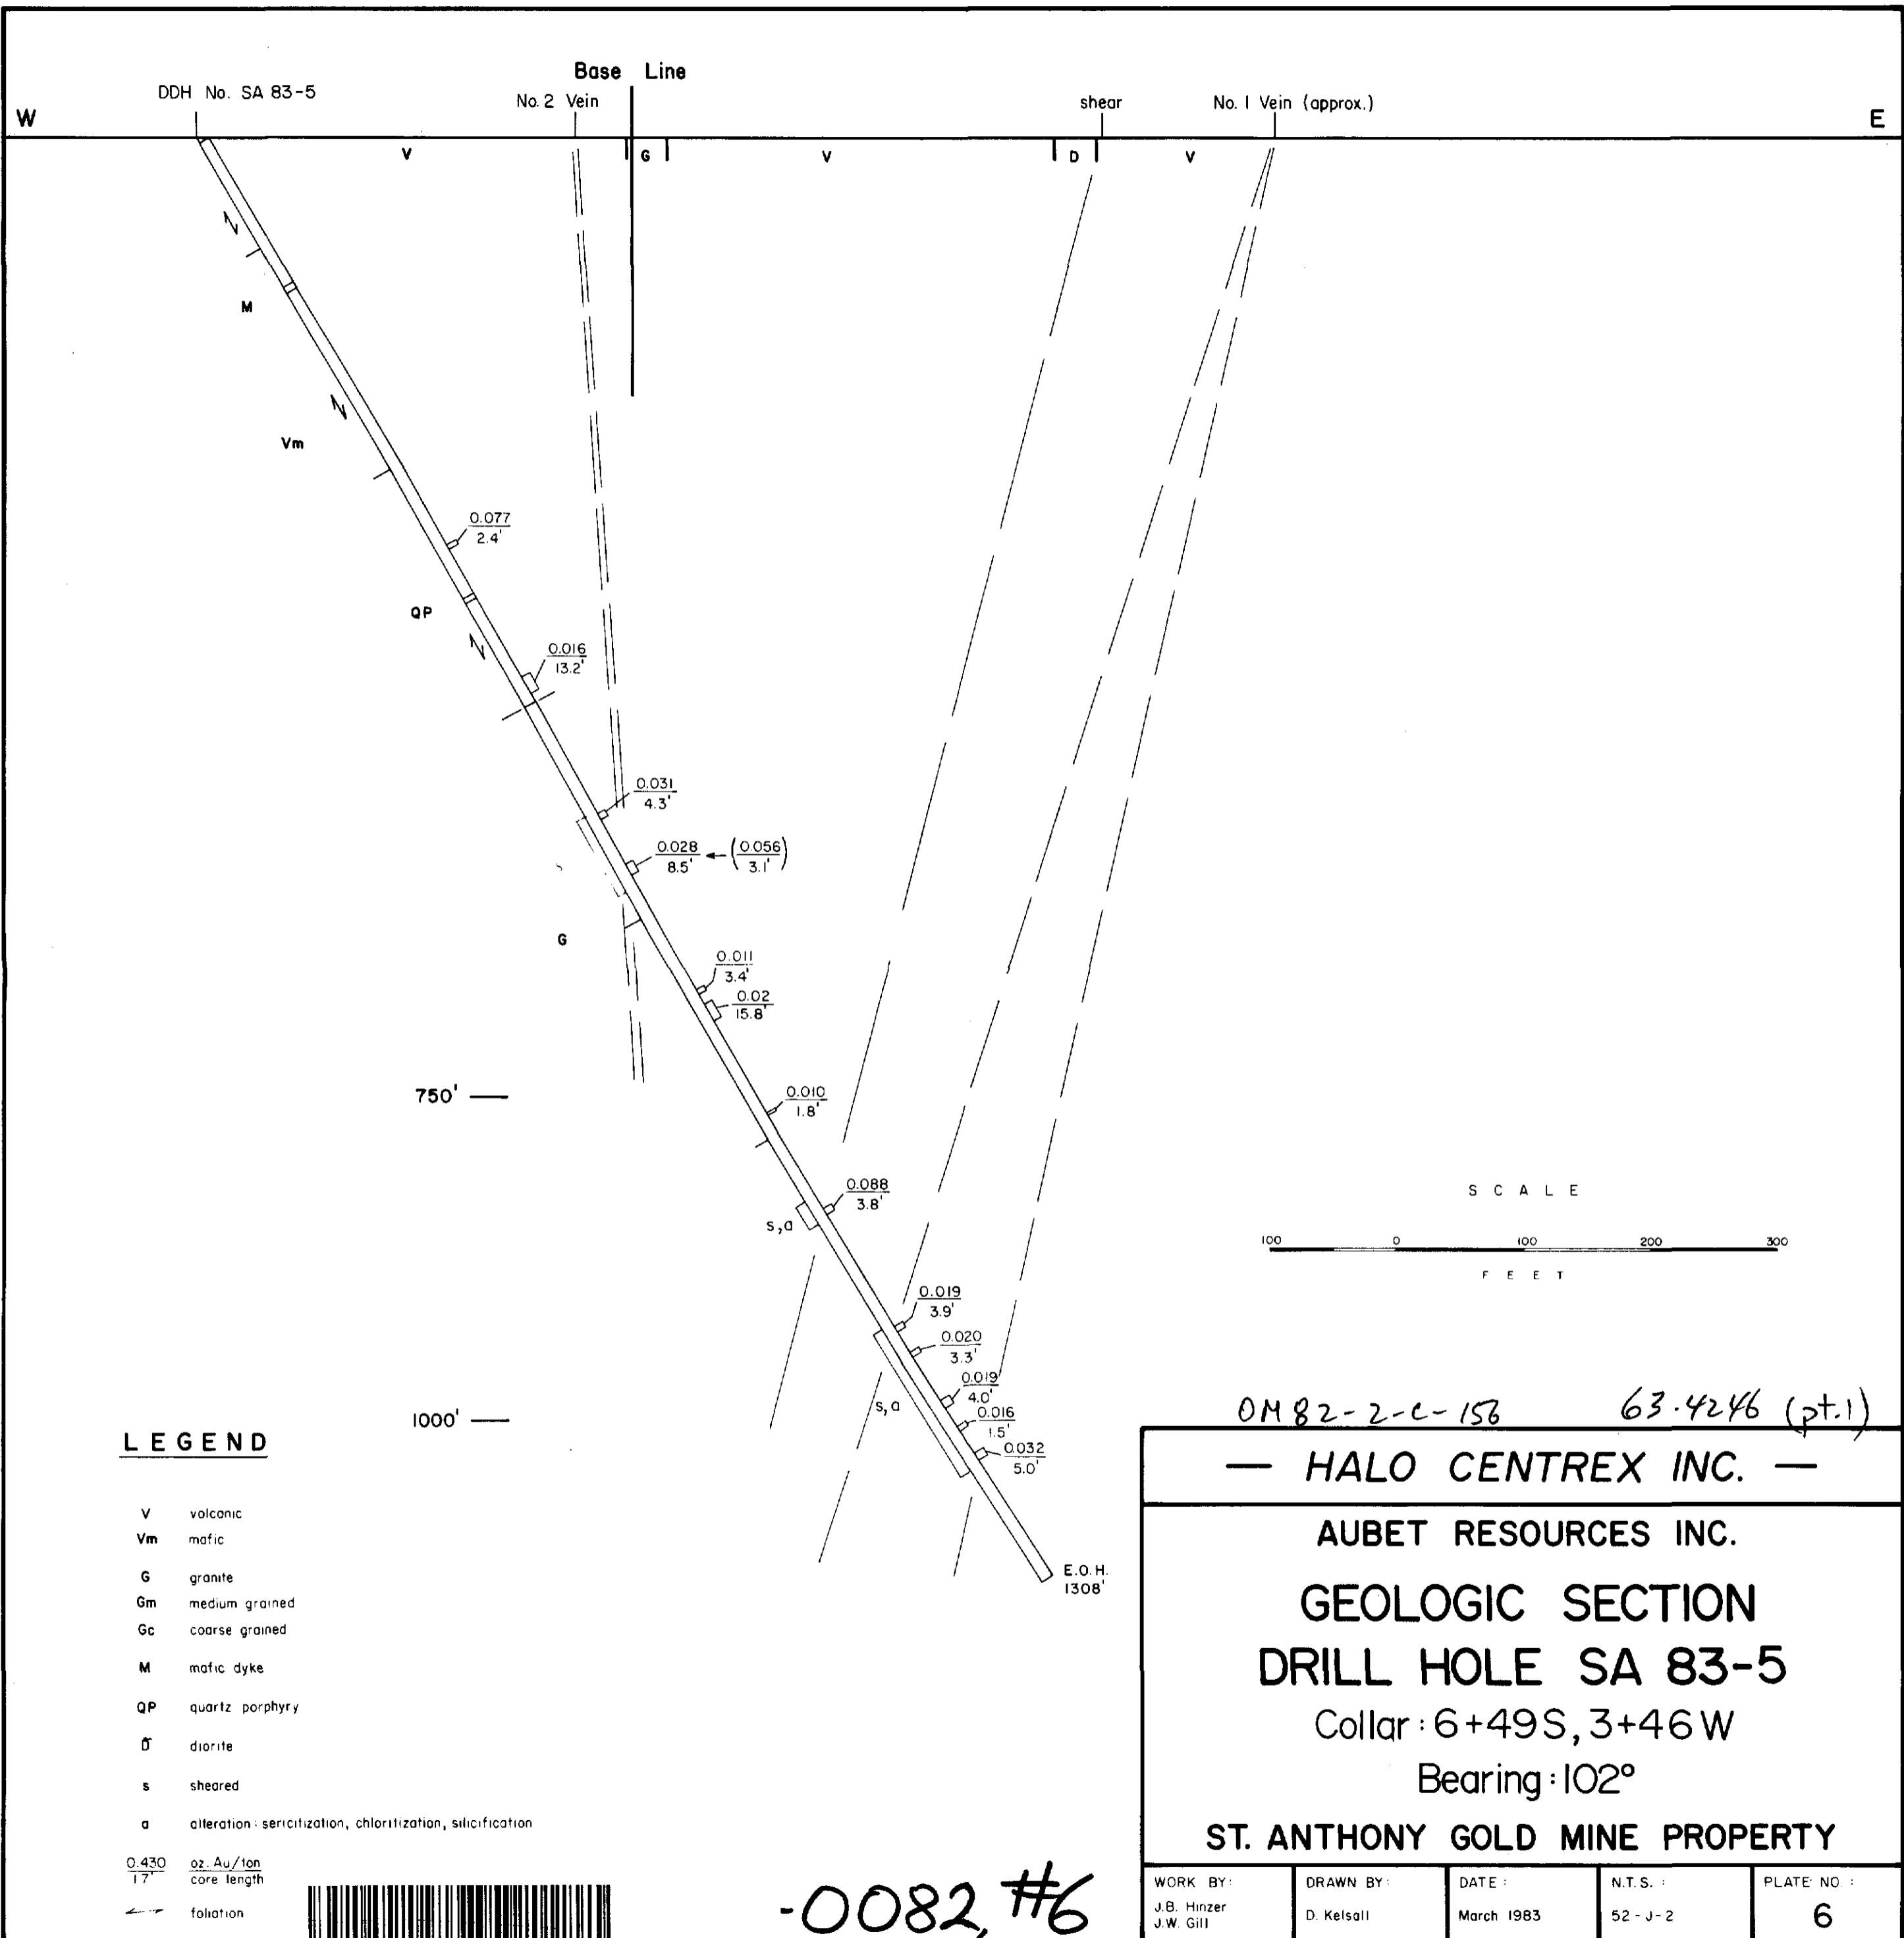 Base Line
DDH No. SA 83-5
No. 2 Vein
shear
No. 1 Vein (approx.)
W
E
V
G
V
D
V
M
Vm
0.077
2.4'
QP
0.016
13.2'
0.031
4.3'
s
0.028
8.5'
(0.056
3.1')
G
0.011
3.4'
0.02
15.8'
750'
0.010
1.8'
0.088
3.8'
s,a
SCALE
100 0 100 200 300
FEET
0.019
3.9'
0.020
3.3'
0.019
4.0'
s,a
0.016
1.5'
0.032
5.0'
1000'
E.O.H.
1308'
LEGEND
V volcanic
Vm mafic
G granite
Gm medium grained
Gc coarse grained
M mafic dyke
QP quartz porphyry
D diorite
s sheared
a alteration: sericitization, chloritization, silicification
0.430 oz. Au/ton
1.7' core length
foliation
-0082, #6
OM 82-2-C-156 63.4246 (pt.1)
— HALO CENTREX INC. —
AUBET RESOURCES INC.
GEOLOGIC SECTION
DRILL HOLE SA 83-5
Collar: 6+49S, 3+46W
Bearing: 102°
ST. ANTHONY GOLD MINE PROPERTY
WORK BY:
J.B. Hinzer
J.W. Gill
DRAWN BY:
D. Kelsall
DATE:
March 1983
N.T.S.:
52-J-2
PLATE NO.:
6